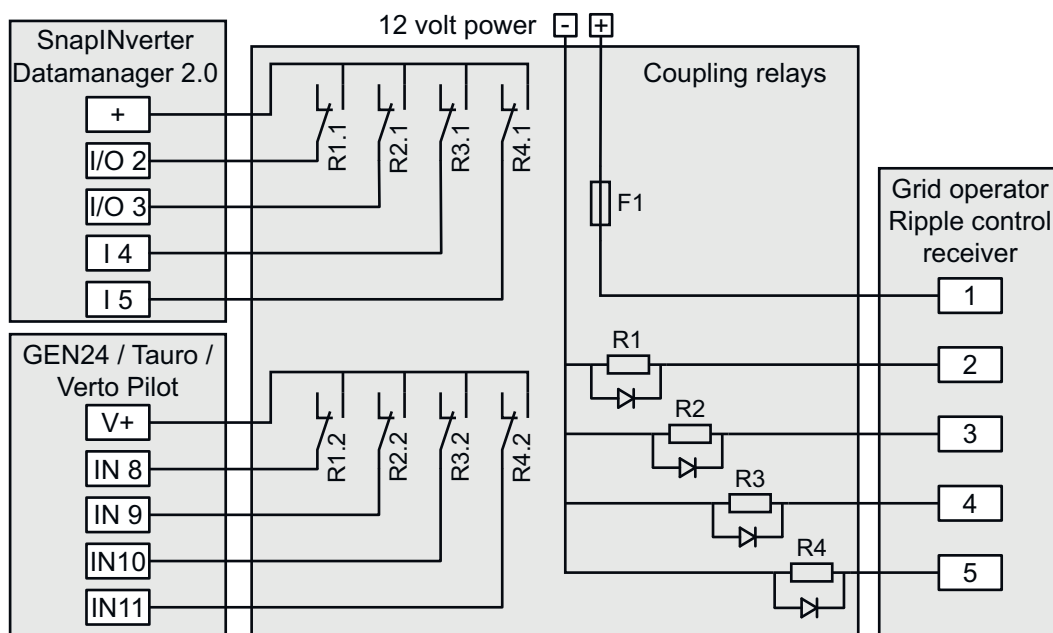 12 volt power
-
+
SnapINverter
Datamanager 2.0
+
I/O 2
I/O 3
I 4
I 5
R1.1
R2.1
R3.1
R4.1
Coupling relays
F1
Grid operator
Ripple control
receiver
1
2
3
4
5
R1
R2
R3
R4
GEN24 / Tauro /
Verto Pilot
V+
IN 8
IN 9
IN10
IN11
R1.2
R2.2
R3.2
R4.2